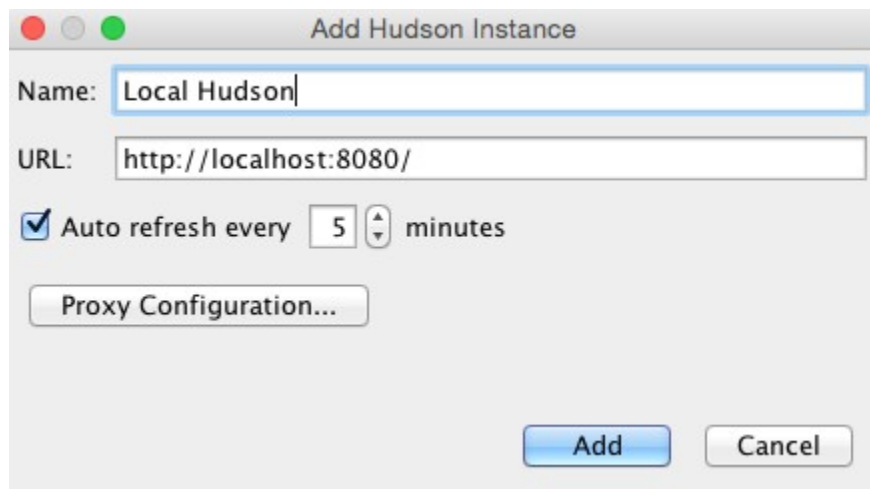 Add Hudson Instance
Name: Local Hudson
URL: http://localhost:8080/
Auto refresh every 5 minutes
Proxy Configuration...
Add Cancel